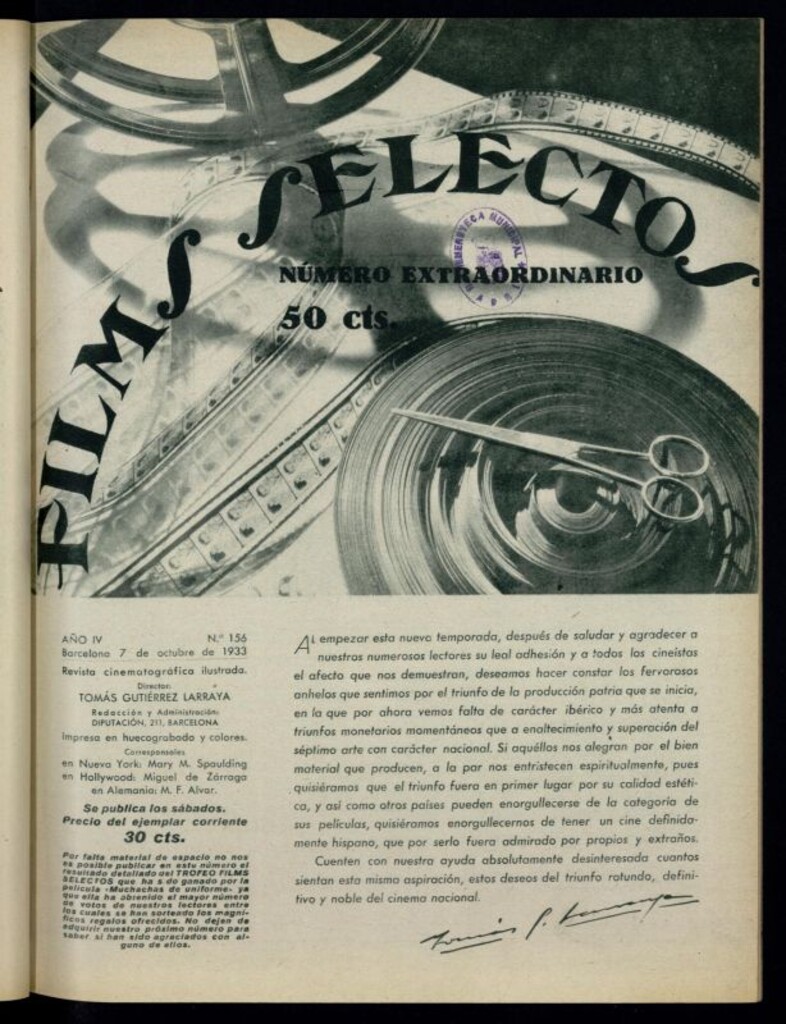 FILMS SELECTOS
HEMEROTECA MUNICIPAL
NÚMERO EXTRAORDINARIO
50 cts.
AÑO IV N.º 156
Barcelona 7 de octubre de 1933
Revista cinematográfica ilustrada.
Director:
TOMÁS GUTIÉRREZ LARRAYA
Redacción y Administración:
DIPUTACIÓN, 211, BARCELONA
Impresa en huecograbado y colores.
Corresponsales
en Nueva York: Mary M. Spaulding
en Hollywood: Miguel de Zárraga
en Alemania: M. F. Alvar.
Se publica los sábados.
Precio del ejemplar corriente
30 cts.
Por falta material de espacio no nos
es posible publicar en este número el
resultado detallado del TROFEO FILMS
SELECTOS que ha sido ganado por la
película «Muchachas de uniforme» ya
que ella ha obtenido el mayor número
de votos de nuestros lectores entre
los cuales se han sorteado los magní-
ficos regalos ofrecidos. No dejen de
adquirir nuestro próximo número para
saber si han sido agraciados con al-
guno de ellos.
Al empezar esta nueva temporada, después de saludar y agradecer a
nuestros numerosos lectores su leal adhesión y a todos los cineístas
el afecto que nos demuestran, deseamos hacer constar los fervorosos
anhelos que sentimos por el triunfo de la producción patria que se inicia,
en la que por ahora vemos falta de carácter ibérico y más atenta a
triunfos monetarios momentáneos que a enaltecimiento y superación del
séptimo arte con carácter nacional. Si aquéllos nos alegran por el bien
material que producen, a la par nos entristecen espiritualmente, pues
quisiéramos que el triunfo fuera en primer lugar por su calidad estéti-
ca, y así como otros países pueden enorgullecerse de la categoría de
sus películas, quisiéramos enorgullecernos de tener un cine definida-
mente hispano, que por serlo fuera admirado por propios y extraños.
Cuenten con nuestra ayuda absolutamente desinteresada cuantos
sientan esta misma aspiración, estos deseos del triunfo rotundo, defini-
tivo y noble del cinema nacional.
Tomás G. Larraya